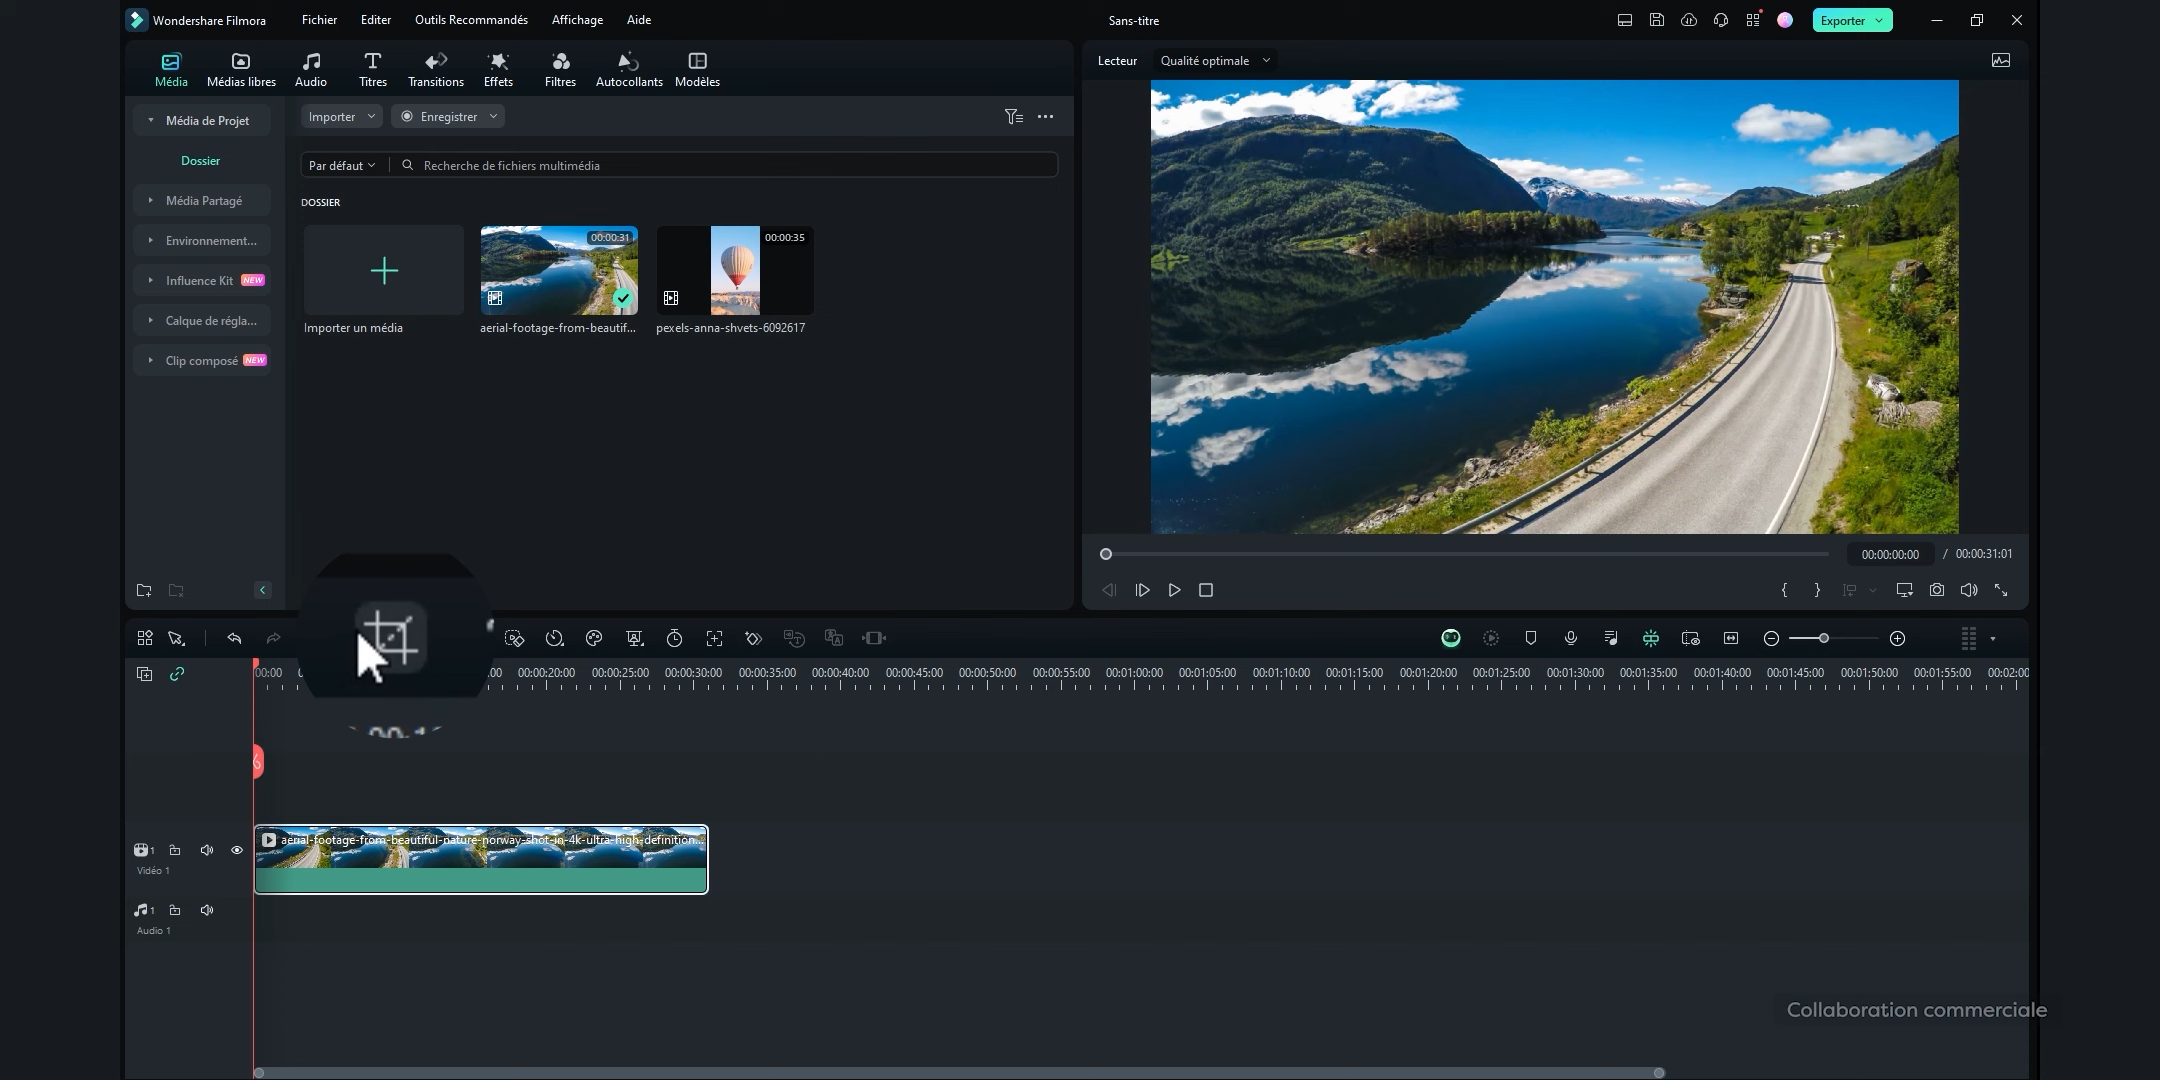 Wondershare Filmora
Fichier
Editer
Outils Recommandés
Affichage
Aide
Sans-titre
Exporter
Média
Médias libres
Audio
Titres
Transitions
Effets
Filtres
Autocollants
Modèles
Lecteur
Qualité optimale
Média de Projet
Dossier
Média Partagé
Environnement...
Influence Kit NEW
Calque de régla...
Clip composé NEW
Importer
Enregistrer
Par défaut
Recherche de fichiers multimédia
DOSSIER
00:00:31
00:00:35
Importer un média
aerial-footage-from-beautif...
pexels-anna-shvets-6092617
00:00:00:00 / 00:00:31:01
00:00
00:00:20:00
00:00:25:00
00:00:30:00
00:00:35:00
00:00:40:00
00:00:45:00
00:00:50:00
00:00:55:00
00:01:00:00
00:01:05:00
00:01:10:00
00:01:15:00
00:01:20:00
00:01:25:00
00:01:30:00
00:01:35:00
00:01:40:00
00:01:45:00
00:01:50:00
00:01:55:00
00:02:00
aerial-footage-from-beautiful-nature-norway-shot-in-4k-ultra-high-definition...
1
Vidéo 1
1
Audio 1
Collaboration commerciale